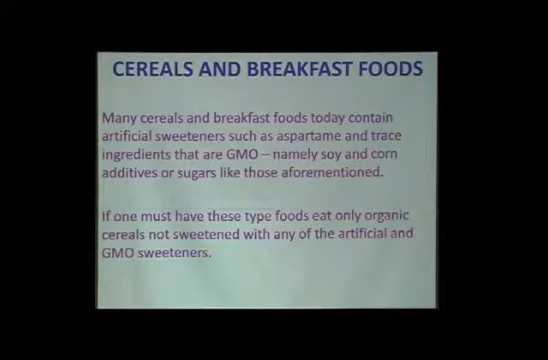 CEREALS AND BREAKFAST FOODS
Many cereals and breakfast foods today contain
artificial sweeteners such as aspartame and trace
ingredients that are GMO – namely soy and corn
additives or sugars like those aforementioned.
If one must have these type foods eat only organic
cereals not sweetened with any of the artificial and
GMO sweeteners.